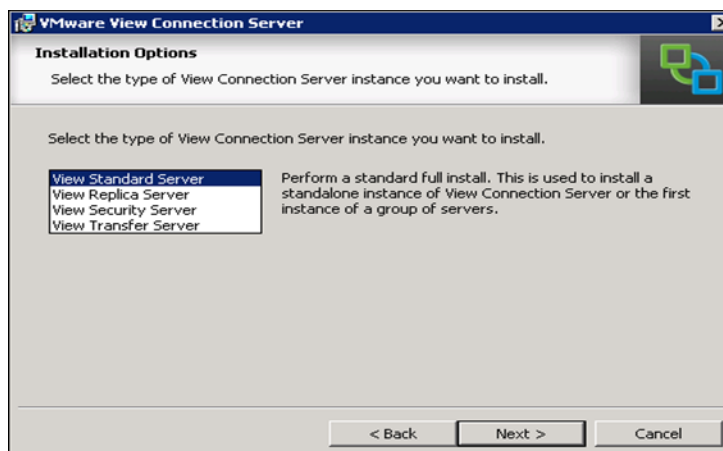 VMware View Connection Server
Installation Options
Select the type of View Connection Server instance you want to install.
Select the type of View Connection Server instance you want to install.
View Standard Server
View Replica Server
View Security Server
View Transfer Server
Perform a standard full install. This is used to install a
standalone instance of View Connection Server or the first
instance of a group of servers.
< Back
Next >
Cancel